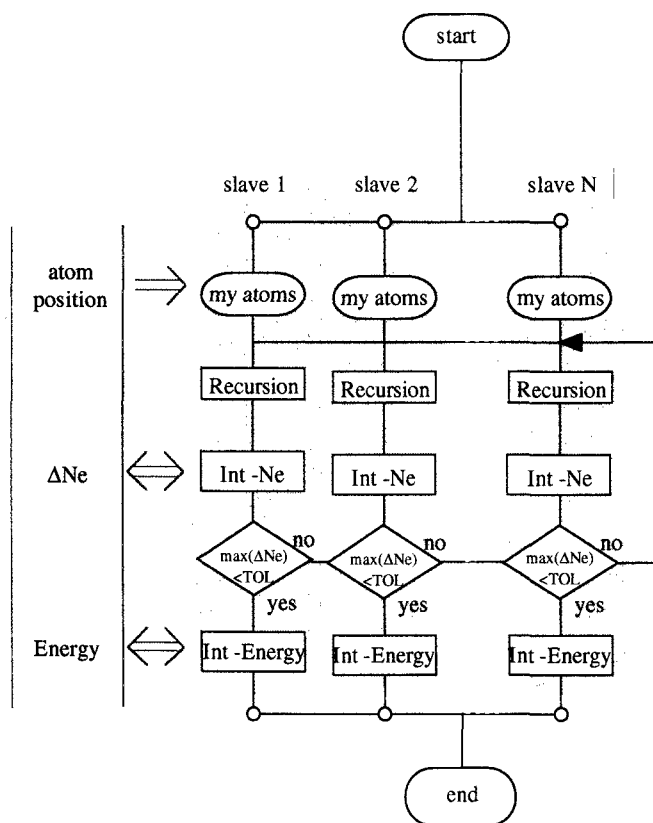 start
slave 1 slave 2 slave N
atom
position
my atoms my atoms my atoms
Recursion Recursion Recursion
ΔNe
Int -Ne Int -Ne Int -Ne
no no no
max(ΔNe) max(ΔNe) max(ΔNe)
<TOL <TOL <TOL
yes yes yes
Energy
Int -Energy Int -Energy Int -Energy
end